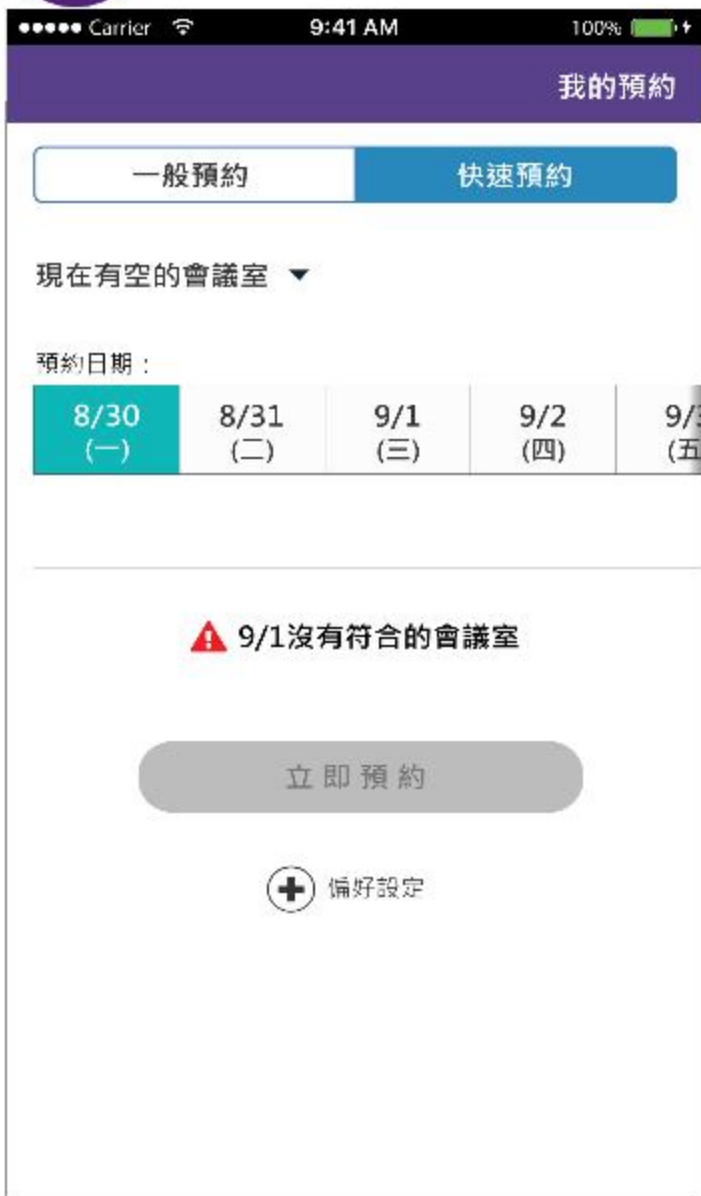 Carrier 9:41 AM 100%
我的預約
一般預約 快速預約
現在有空的會議室
預約日期：
8/30 8/31 9/1 9/2 9/
(一) (二) (三) (四) (五
9/1沒有符合的會議室
立即預約
偏好設定